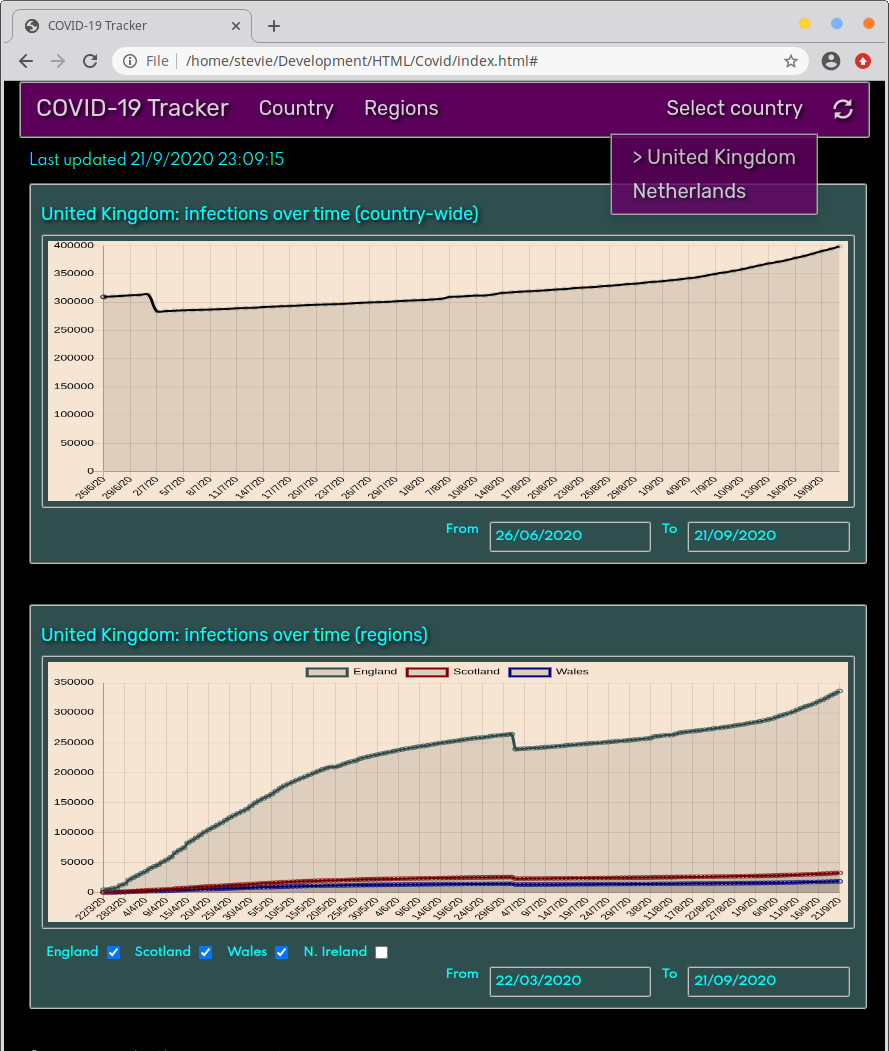 COVID-19 Tracker
File /home/stevie/Development/HTML/Covid/index.html#
COVID-19 Tracker Country Regions Select country
> United Kingdom
Netherlands
Last updated 21/9/2020 23:09:15
United Kingdom: infections over time (country-wide)
400000
350000
300000
250000
200000
150000
100000
50000
0
26/6/20 29/6/20 2/7/20 5/7/20 8/7/20 11/7/20 14/7/20 17/7/20 20/7/20 23/7/20 26/7/20 29/7/20 1/8/20 7/8/20 10/8/20 14/8/20 17/8/20 20/8/20 23/8/20 26/8/20 29/8/20 1/9/20 4/9/20 7/9/20 10/9/20 13/9/20 16/9/20 19/9/20
From 26/06/2020 To 21/09/2020
United Kingdom: infections over time (regions)
England Scotland Wales
350000
300000
250000
200000
150000
100000
50000
0
22/3/20 28/3/20 4/4/20 9/4/20 15/4/20 20/4/20 25/4/20 30/4/20 5/5/20 10/5/20 15/5/20 20/5/20 25/5/20 30/5/20 4/6/20 9/6/20 14/6/20 19/6/20 24/6/20 29/6/20 4/7/20 9/7/20 14/7/20 19/7/20 24/7/20 29/7/20 3/8/20 11/8/20 17/8/20 22/8/20 27/8/20 1/9/20 6/9/20 11/9/20 16/9/20 21/9/20
England Scotland Wales N. Ireland
From 22/03/2020 To 21/09/2020